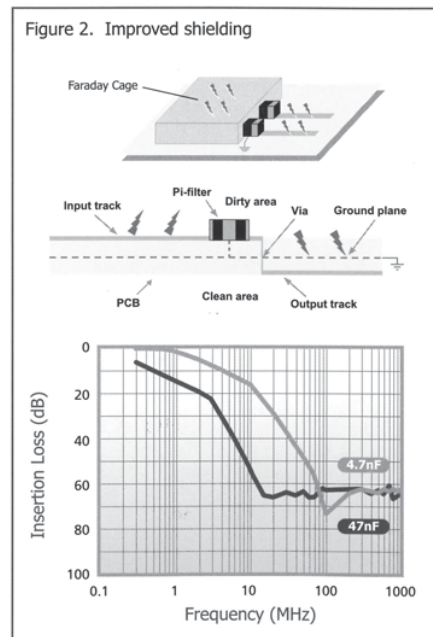 Figure 2. Improved shielding
Faraday Cage
Pi-filter
Dirty area
Input track
Via
Ground plane
PCB
Clean area
Output track
0
20
40
60
80
100
Insertion Loss (dB)
4.7nF
47nF
0.1
1
10
100
1000
Frequency (MHz)